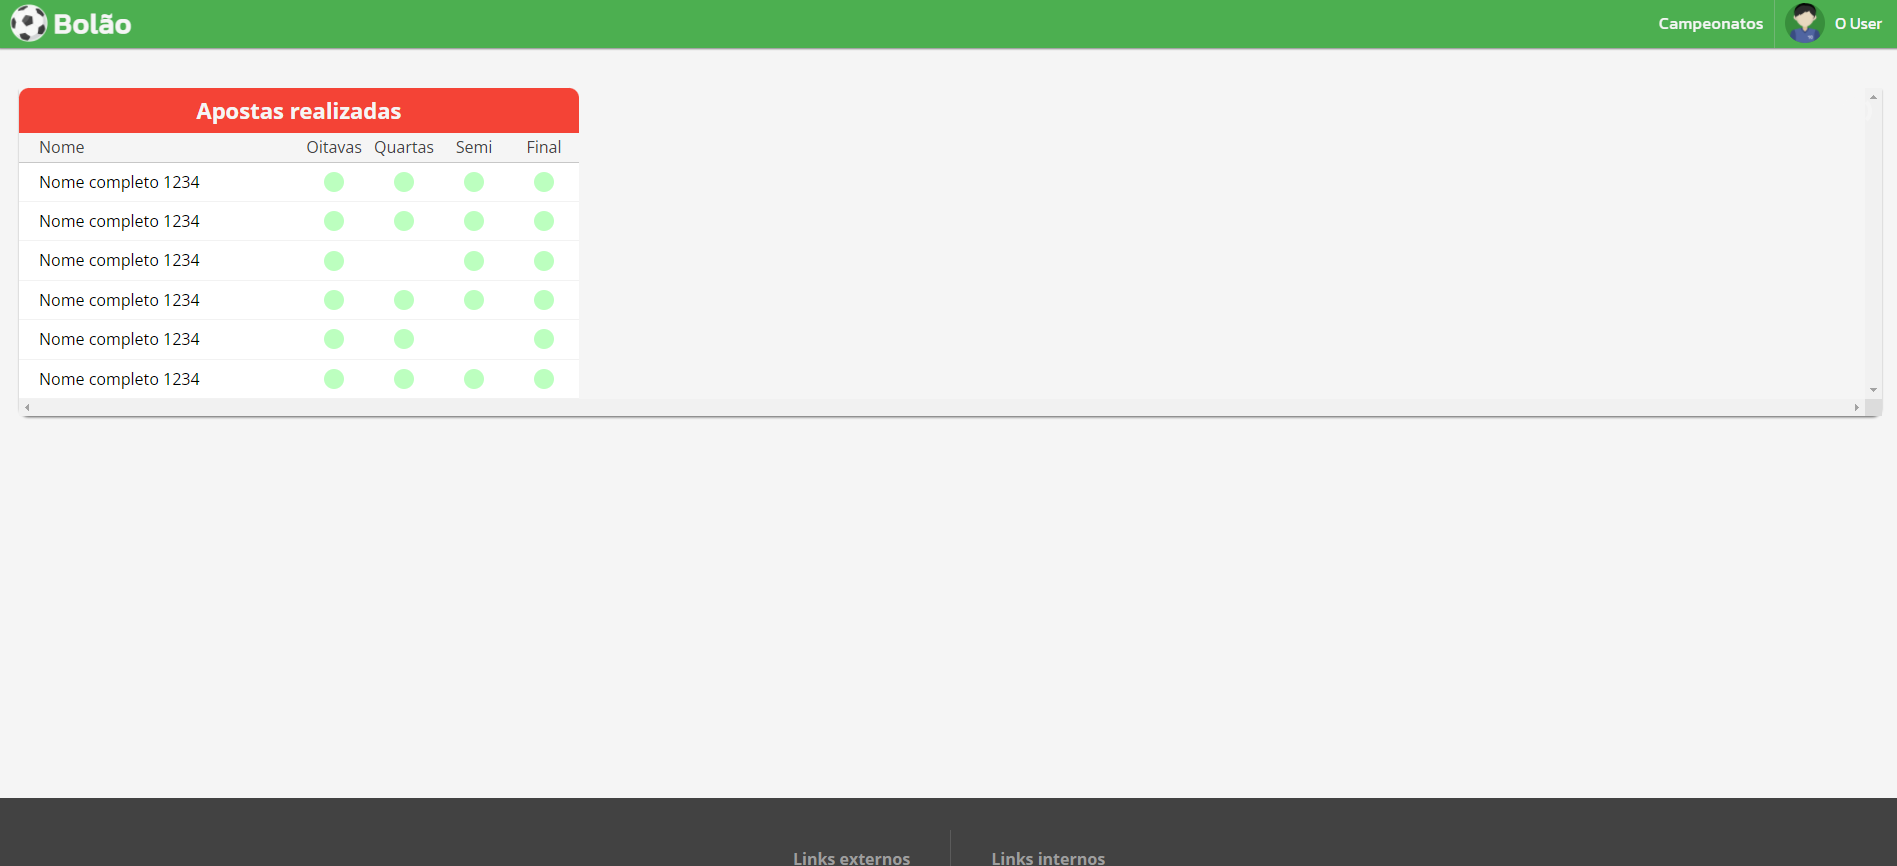 Bolão
Campeonatos
O User
Apostas realizadas
Nome Oitavas Quartas Semi Final
Nome completo 1234
Nome completo 1234
Nome completo 1234
Nome completo 1234
Nome completo 1234
Nome completo 1234
Links externos
Links internos